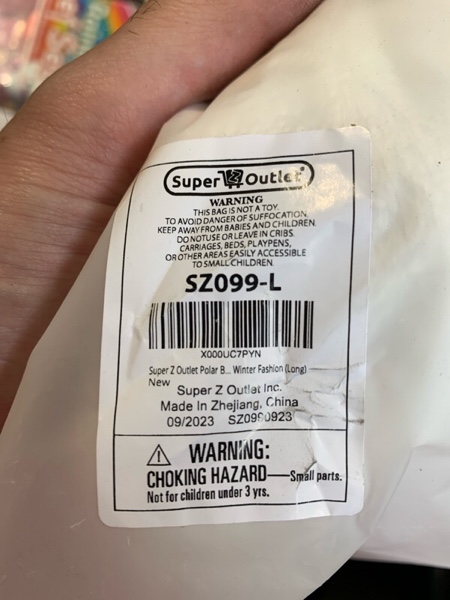 Super Z Outlet
WARNING
THIS BAG IS NOT A TOY.
TO AVOID DANGER OF SUFFOCATION,
KEEP AWAY FROM BABIES AND CHILDREN.
DO NOTUSE OR LEAVE IN CRIBS,
CARRIAGES, BEDS, PLAYPENS,
OR OTHER AREAS EASILY ACCESSIBLE
TO SMALL CHILDREN.
SZ099-L
X000UC7PYN
Super Z Outlet Polar B... Winter Fashion (Long)
New
Super Z Outlet Inc.
Made In Zhejiang, China
09/2023 SZ0990923
WARNING:
CHOKING HAZARD—Small parts.
Not for children under 3 yrs.